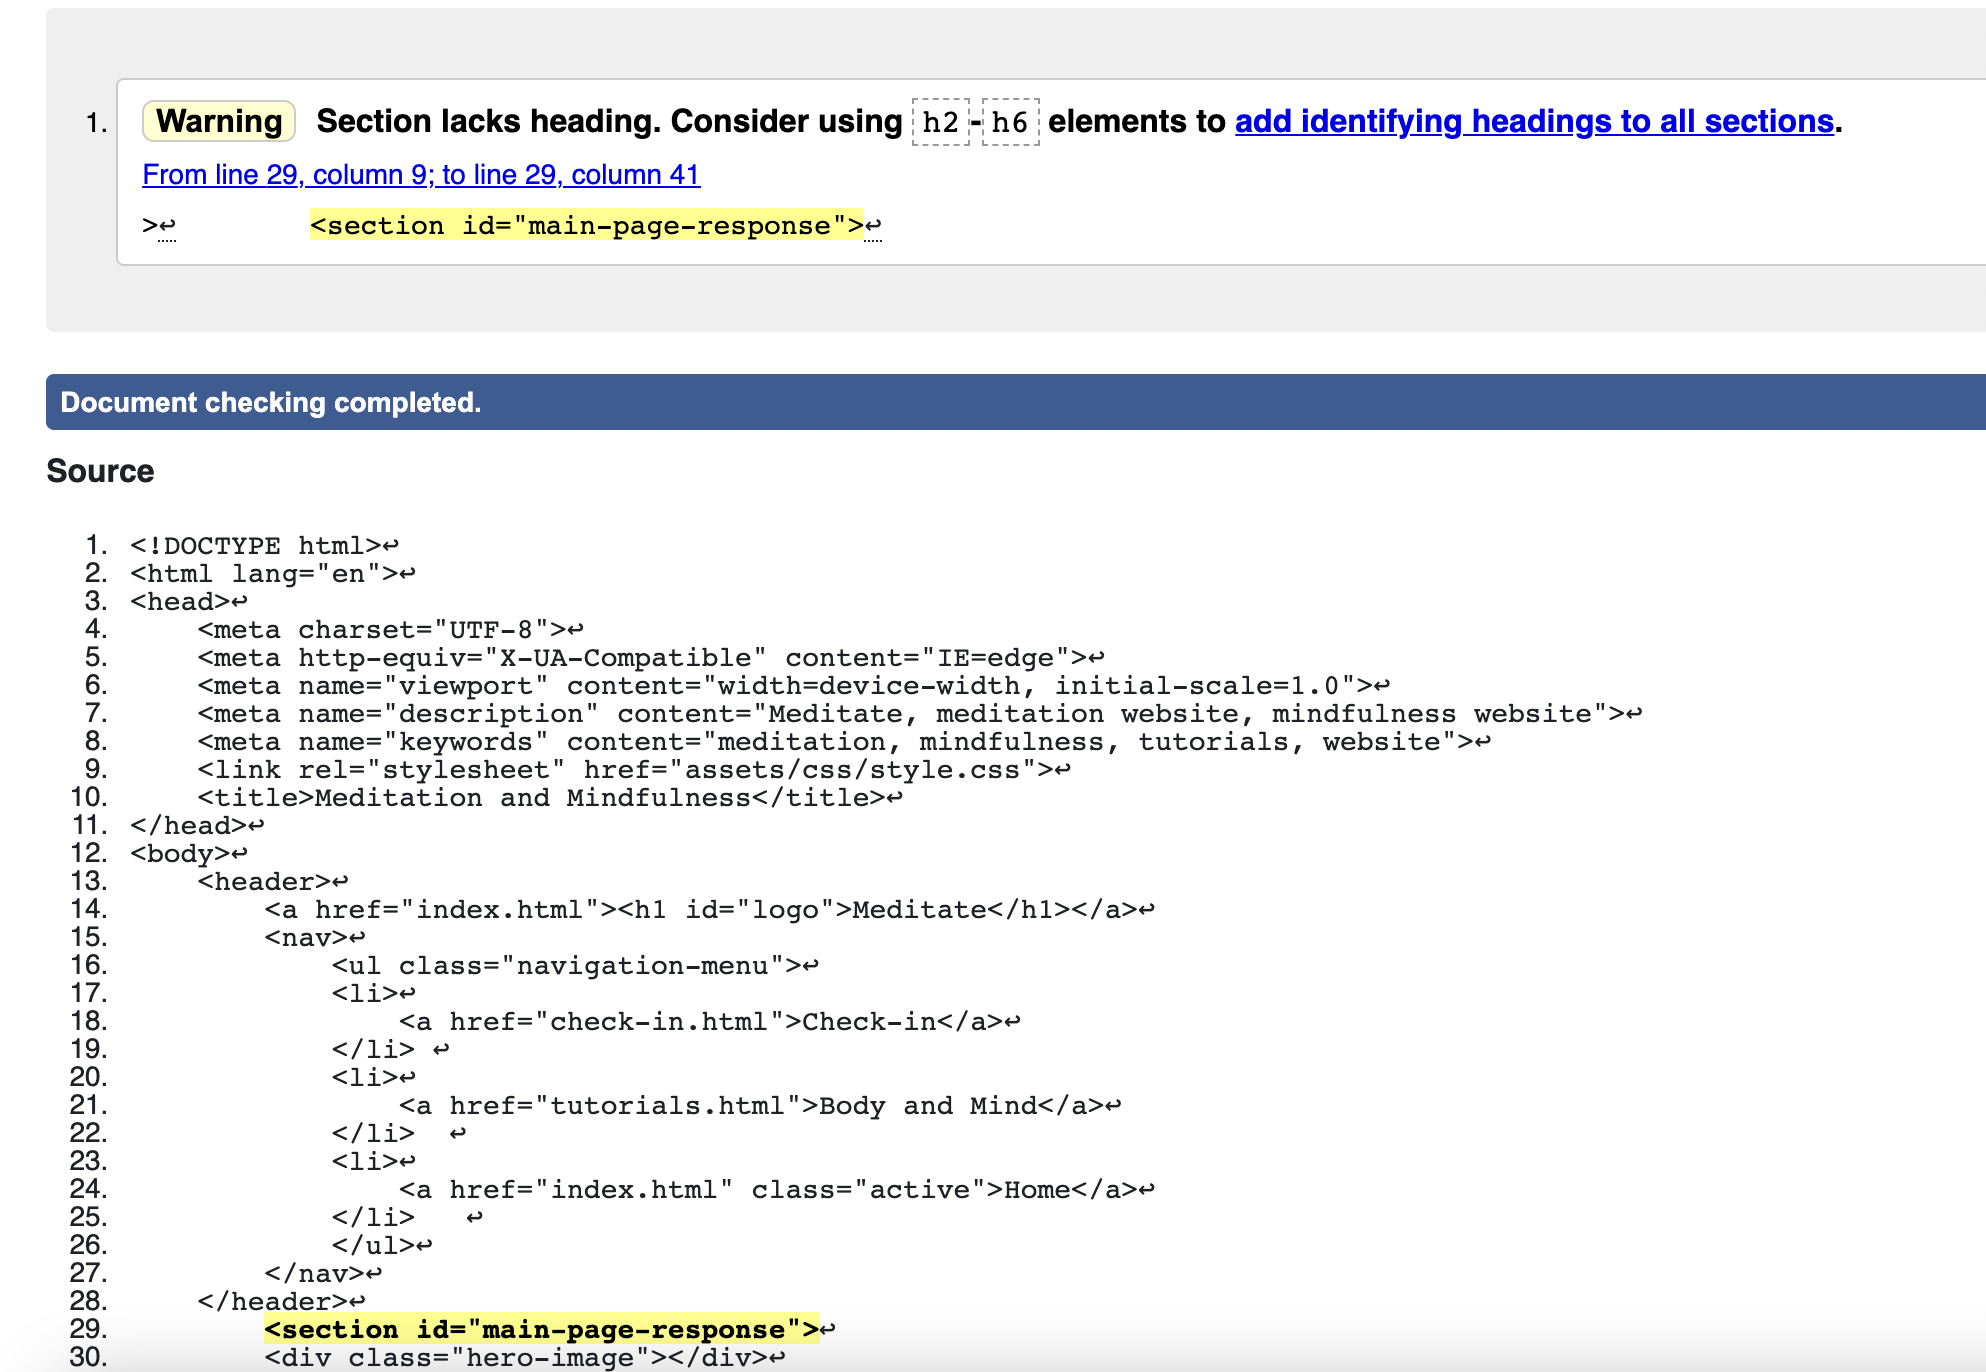 1. Warning Section lacks heading. Consider using h2-h6 elements to add identifying headings to all sections.
From line 29, column 9; to line 29, column 41
>↩        <section id="main-page-response">↩
Document checking completed.
Source
1. <!DOCTYPE html>↩
2. <html lang="en">↩
3. <head>↩
4.     <meta charset="UTF-8">↩
5.     <meta http-equiv="X-UA-Compatible" content="IE=edge">↩
6.     <meta name="viewport" content="width=device-width, initial-scale=1.0">↩
7.     <meta name="description" content="Meditate, meditation website, mindfulness website">↩
8.     <meta name="keywords" content="meditation, mindfulness, tutorials, website">↩
9.     <link rel="stylesheet" href="assets/css/style.css">↩
10.     <title>Meditation and Mindfulness</title>↩
11. </head>↩
12. <body>↩
13.     <header>↩
14.         <a href="index.html"><h1 id="logo">Meditate</h1></a>↩
15.         <nav>↩
16.             <ul class="navigation-menu">↩
17.             <li>↩
18.                 <a href="check-in.html">Check-in</a>↩
19.             </li> ↩
20.             <li>↩
21.                 <a href="tutorials.html">Body and Mind</a>↩
22.             </li>  ↩
23.             <li>↩
24.                 <a href="index.html" class="active">Home</a>↩
25.             </li>   ↩
26.             </ul>↩
27.         </nav>↩
28.     </header>↩
29.         <section id="main-page-response">↩
30.         <div class="hero-image"></div>↩